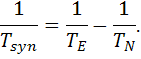 1/T_syn = 1/T_E − 1/T_N.